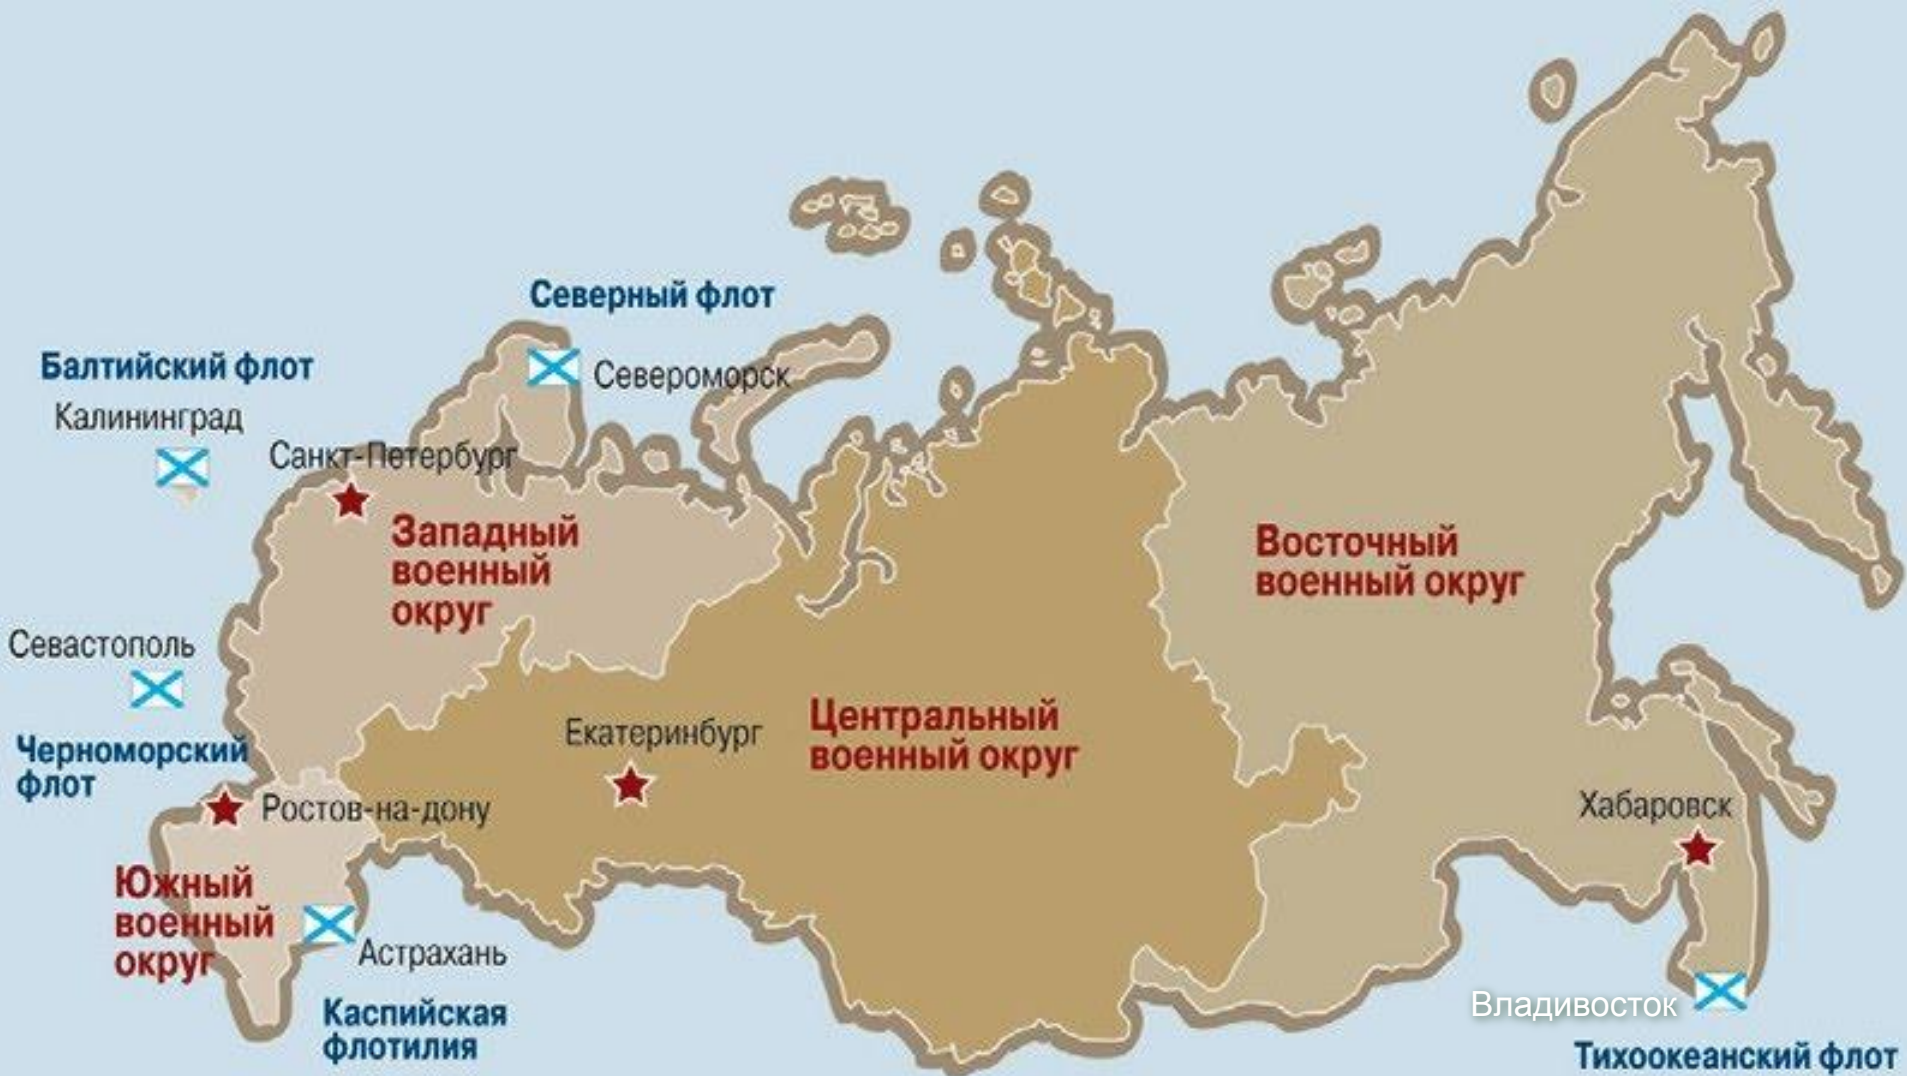 Северный флот
Балтийский флот
Североморск
Калининград
Санкт-Петербург
Западный
военный
округ
Восточный
военный округ
Севастополь
Черноморский
флот
Екатеринбург
Центральный
военный округ
Ростов-на-дону
Хабаровск
Южный
военный
округ
Астрахань
Каспийская
флотилия
Владивосток
Тихоокеанский флот